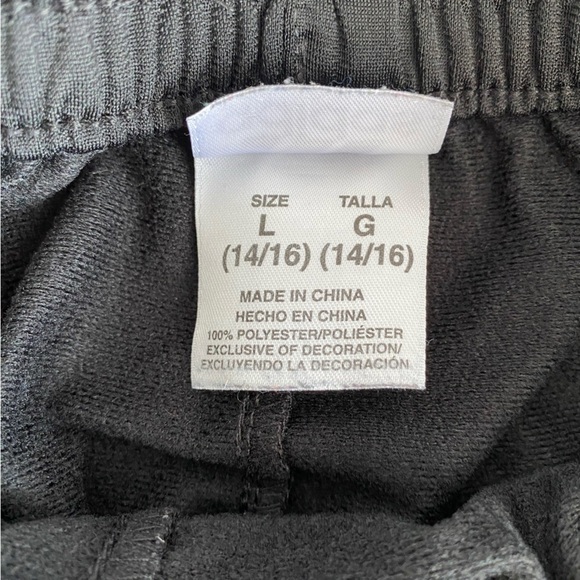 SIZE TALLA
L G
(14/16) (14/16)
MADE IN CHINA
HECHO EN CHINA
100% POLYESTER/POLIÉSTER
EXCLUSIVE OF DECORATION/
EXCLUYENDO LA DECORACIÓN